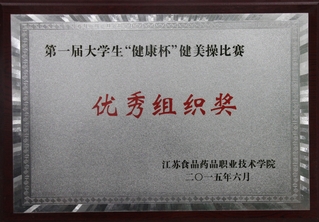 第一届大学生“健康杯”健美操比赛
优秀组织奖
江苏食品药品职业技术学院
二〇一五年六月